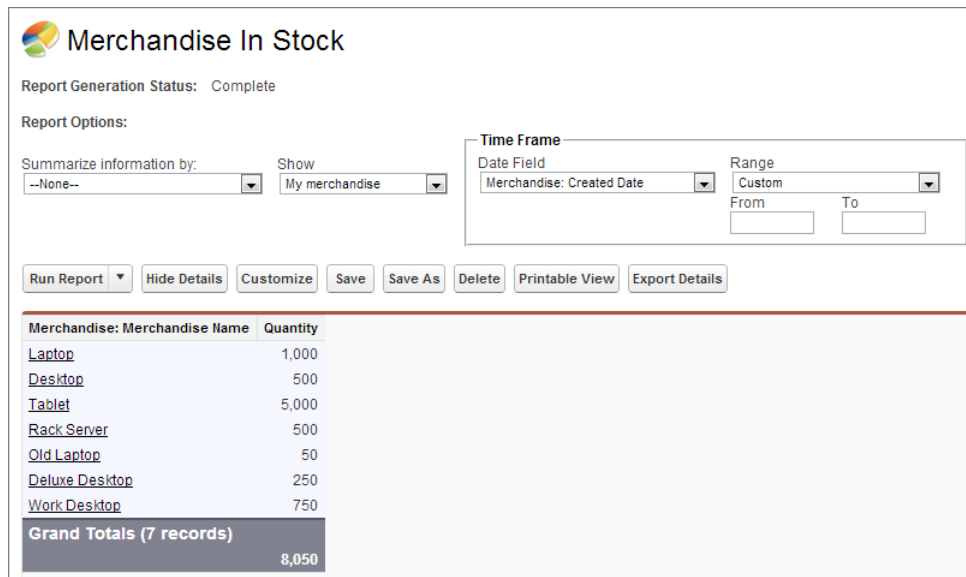 Merchandise In Stock
Report Generation Status: Complete
Report Options:
Time Frame
Summarize information by: Show Date Field Range
--None-- My merchandise Merchandise: Created Date Custom
From To
Run Report Hide Details Customize Save Save As Delete Printable View Export Details
Merchandise: Merchandise Name Quantity
Laptop 1,000
Desktop 500
Tablet 5,000
Rack Server 500
Old Laptop 50
Deluxe Desktop 250
Work Desktop 750
Grand Totals (7 records)
8,050